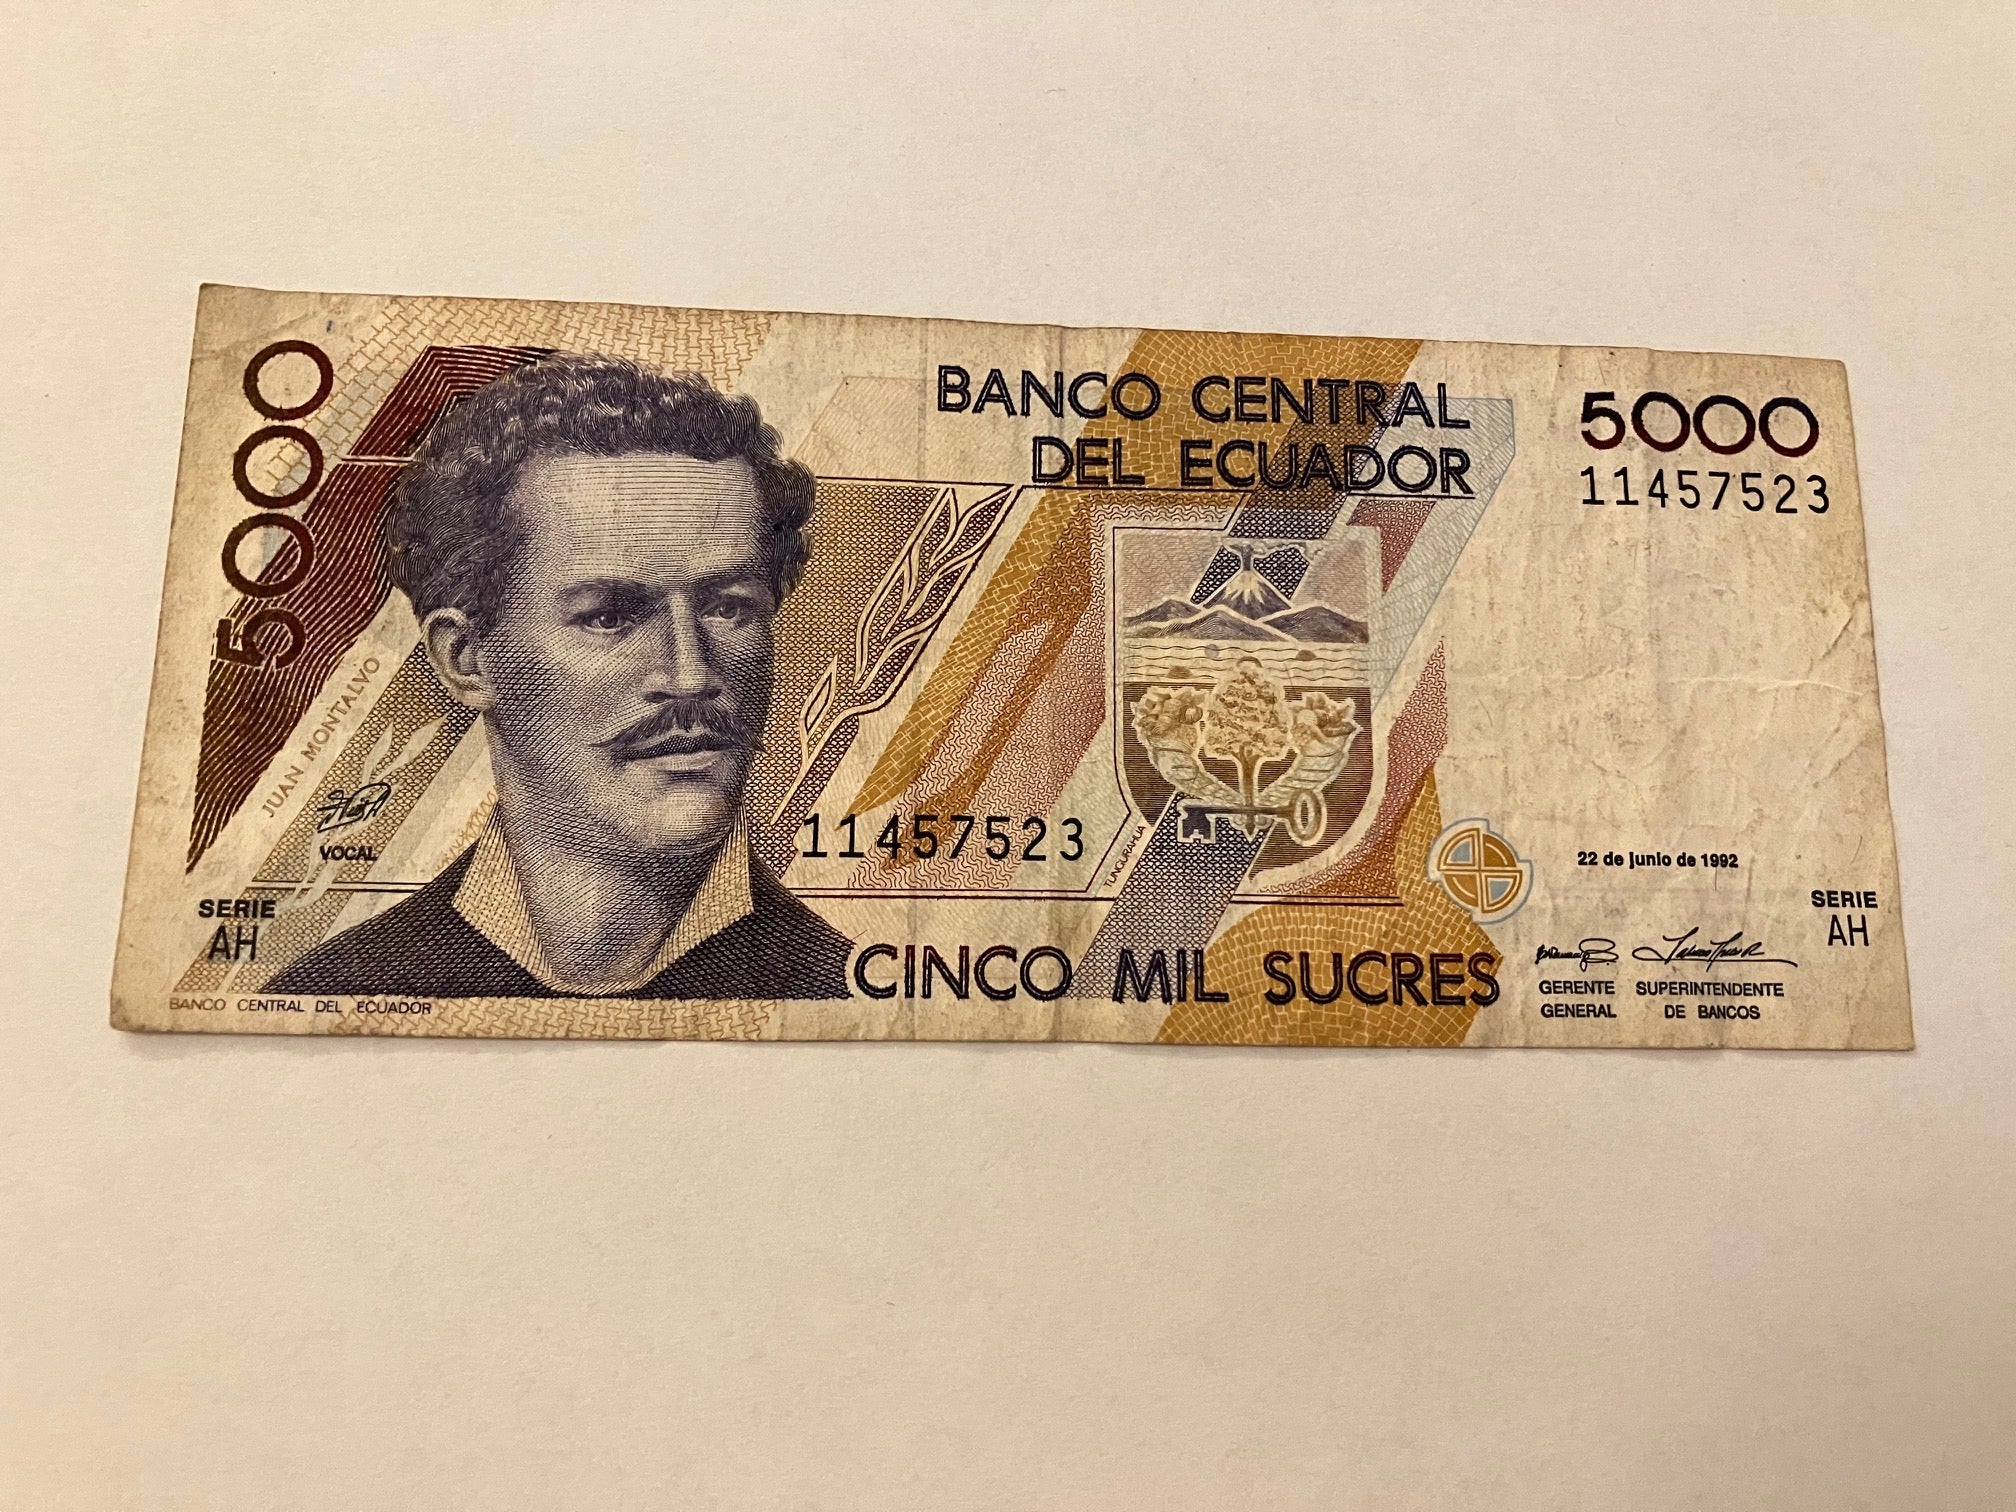 5000
BANCO CENTRAL
DEL ECUADOR
5000
11457523
JUAN MONTALVO
VOCAL
11457523
TUNGURAHUA
22 de junio de 1992
SERIE
AH
SERIE
AH
CINCO MIL SUCRES
GERENTE
GENERAL
SUPERINTENDENTE
DE BANCOS
BANCO CENTRAL DEL ECUADOR